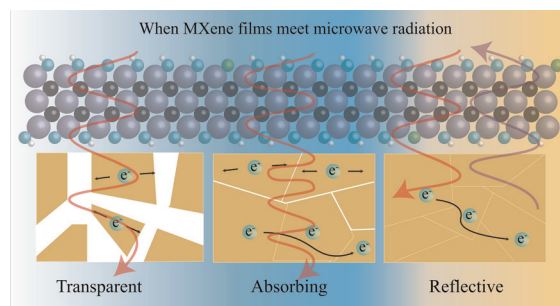 When MXene films meet microwave radiation
e⁻
e⁻ e⁻
e⁻
e⁻
e⁻ e⁻
e⁻
e⁻ e⁻
Transparent Absorbing Reflective